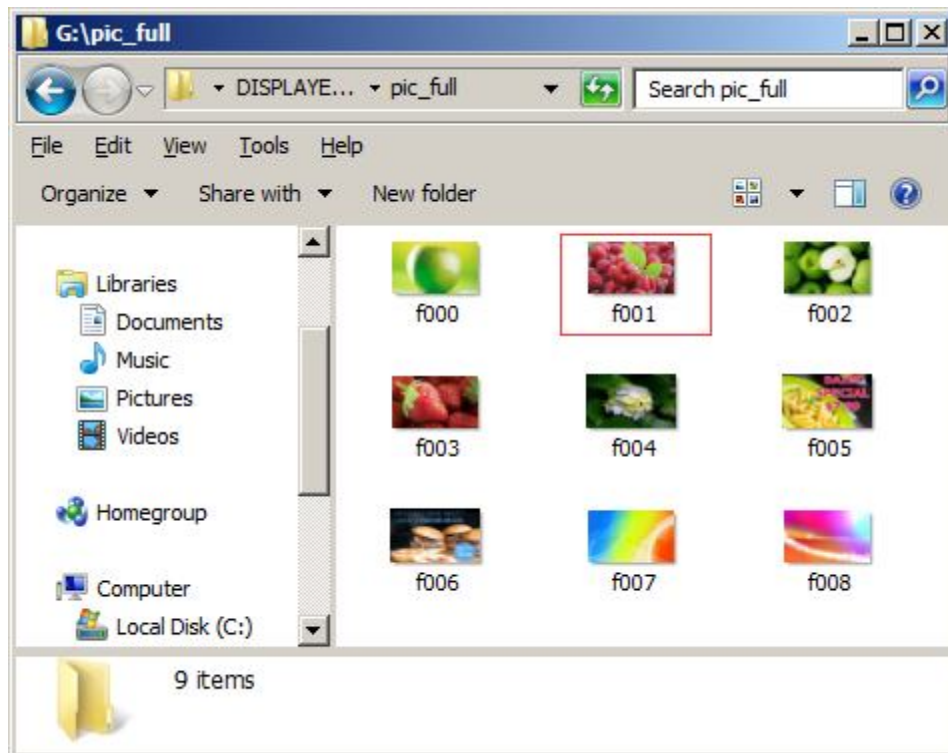 G:\pic_full
DISPLAYE... pic_full
Search pic_full
File Edit View Tools Help
Organize Share with New folder
Libraries
Documents
Music
Pictures
Videos
Homegroup
Computer
Local Disk (C:)
f000 f001 f002
f003 f004 f005
f006 f007 f008
9 items